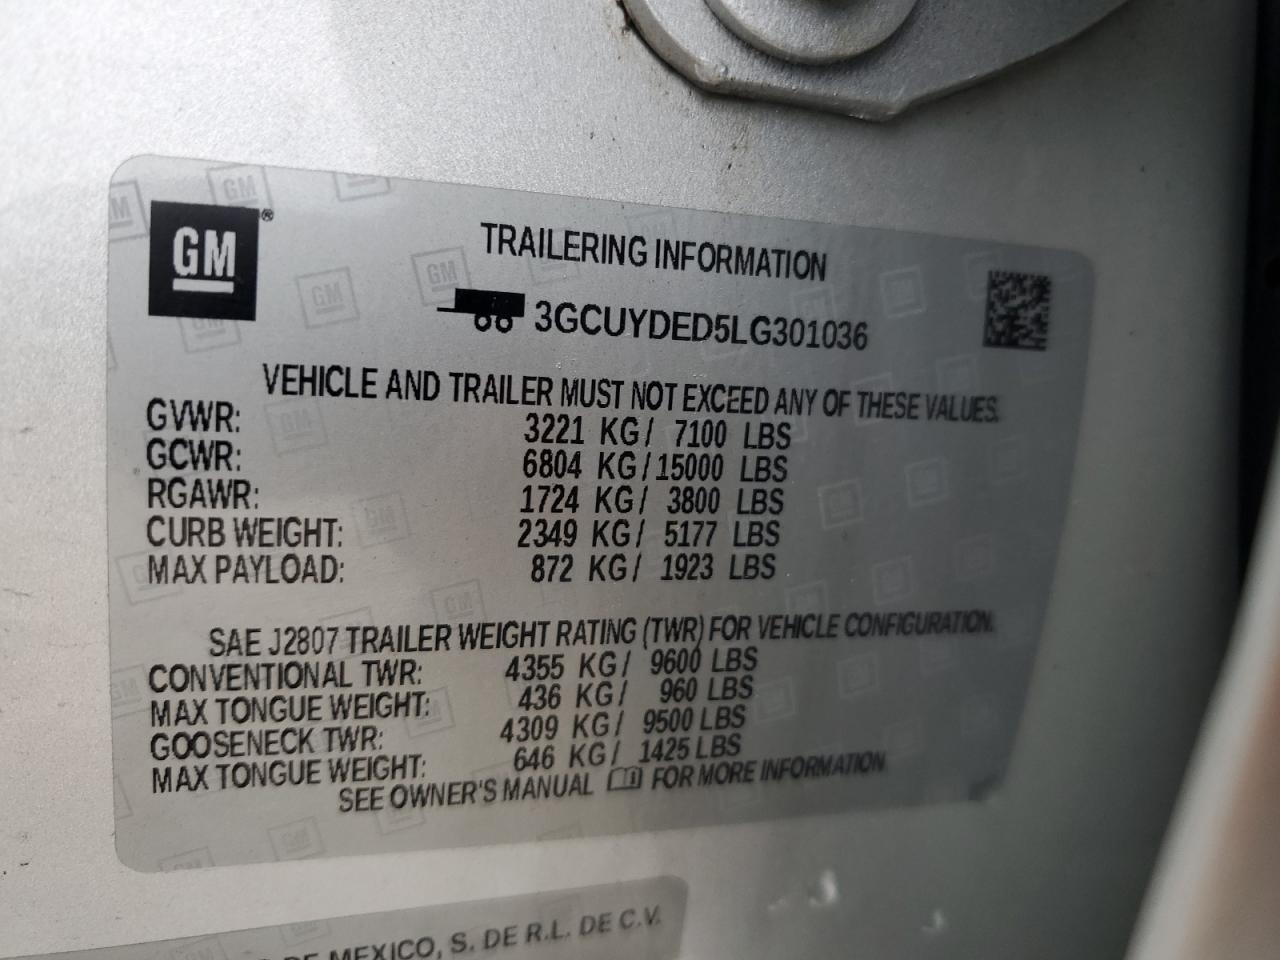 GM®
TRAILERING INFORMATION
3GCUYDED5LG301036
VEHICLE AND TRAILER MUST NOT EXCEED ANY OF THESE VALUES.
GVWR: 3221 KG/ 7100 LBS
GCWR: 6804 KG/15000 LBS
RGAWR: 1724 KG/ 3800 LBS
CURB WEIGHT: 2349 KG/ 5177 LBS
MAX PAYLOAD: 872 KG/ 1923 LBS
SAE J2807 TRAILER WEIGHT RATING (TWR) FOR VEHICLE CONFIGURATION.
CONVENTIONAL TWR: 4355 KG/ 9600 LBS
MAX TONGUE WEIGHT: 436 KG/ 960 LBS
GOOSENECK TWR: 4309 KG/ 9500 LBS
MAX TONGUE WEIGHT: 646 KG/ 1425 LBS
SEE OWNER'S MANUAL FOR MORE INFORMATION
DE MEXICO, S. DE R.L. DE C.V.